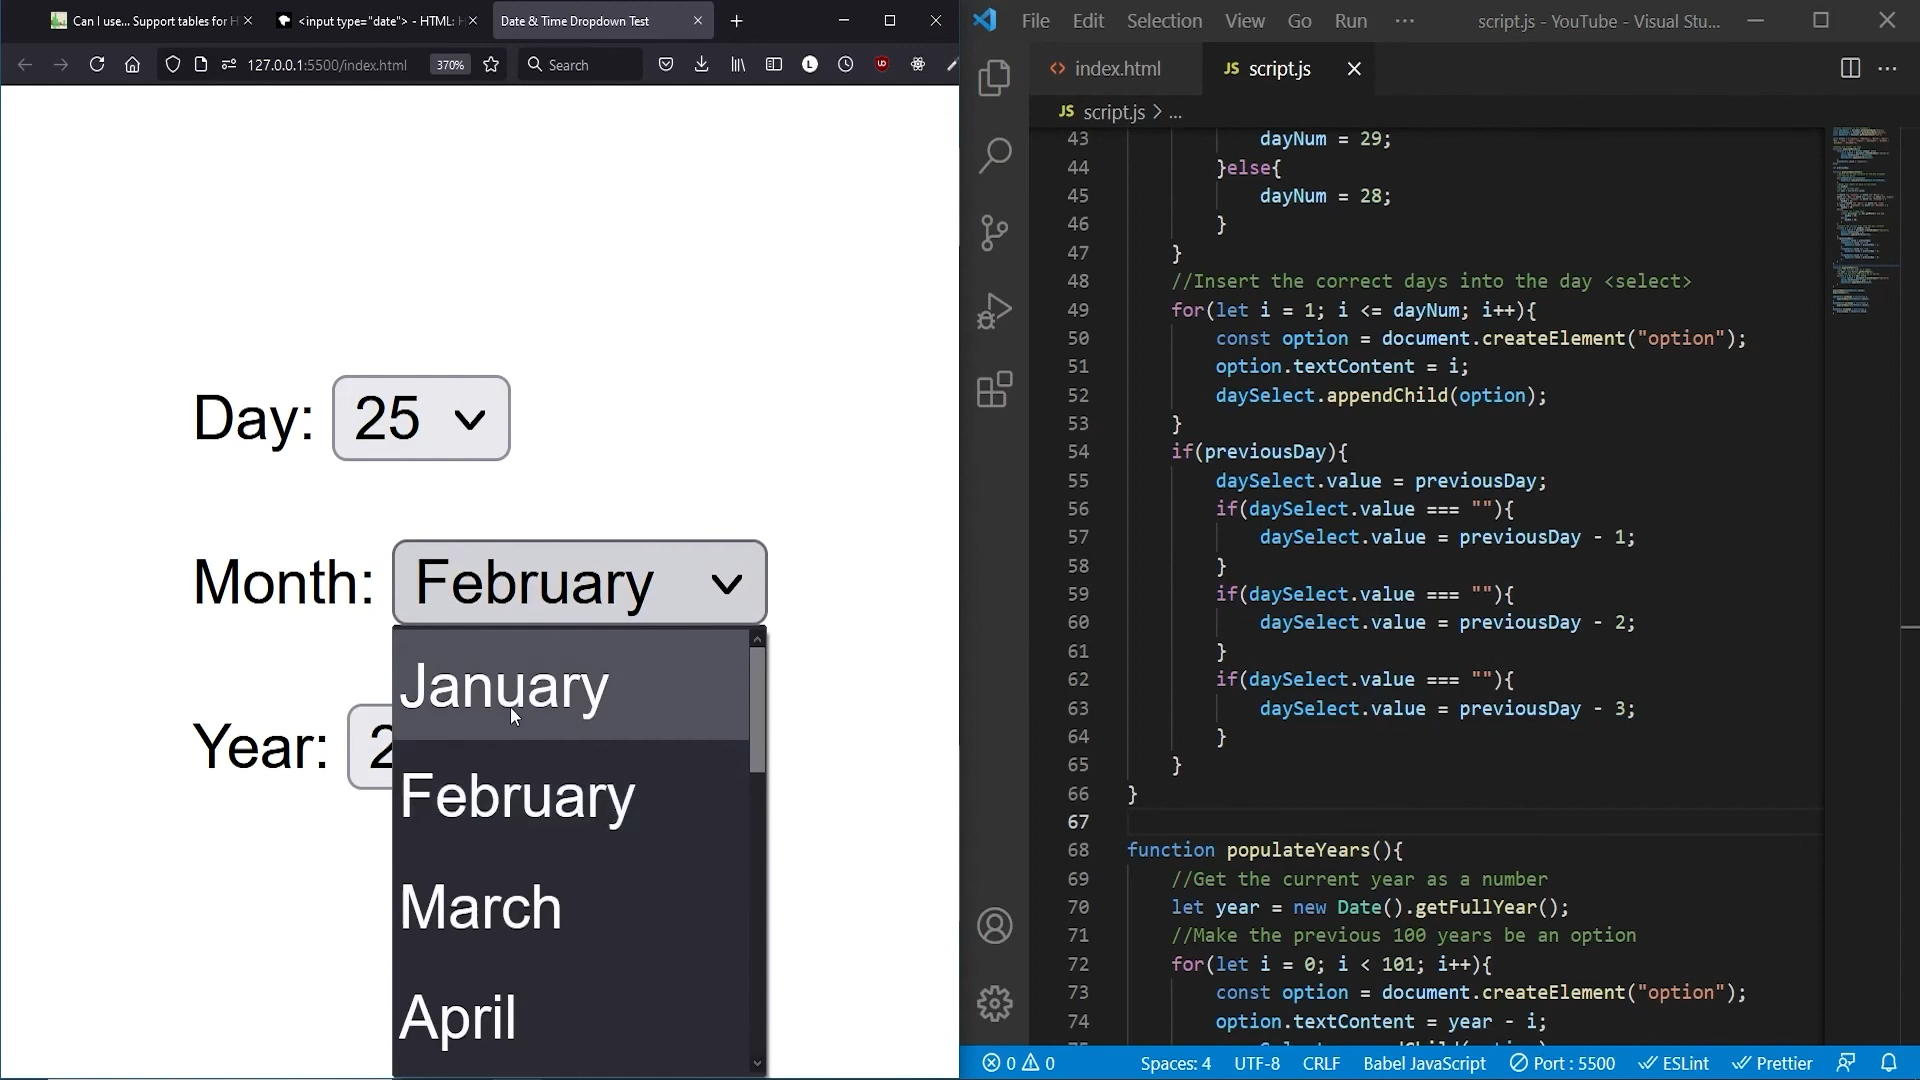 Can I use... Support tables for H
<input type="date"> - HTML: H
Date & Time Dropdown Test
127.0.0.1:5500/index.html
370%
Search
L
Day: 25
Month: February
January
February
March
April
Year: 2
File Edit Selection View Go Run ···
script.js - YouTube - Visual Stu...
<> index.html
JS script.js
JS script.js > ...
43 dayNum = 29;
44 }else{
45 dayNum = 28;
46 }
47 }
48 //Insert the correct days into the day <select>
49 for(let i = 1; i <= dayNum; i++){
50 const option = document.createElement("option");
51 option.textContent = i;
52 daySelect.appendChild(option);
53 }
54 if(previousDay){
55 daySelect.value = previousDay;
56 if(daySelect.value === ""){
57 daySelect.value = previousDay - 1;
58 }
59 if(daySelect.value === ""){
60 daySelect.value = previousDay - 2;
61 }
62 if(daySelect.value === ""){
63 daySelect.value = previousDay - 3;
64 }
65 }
66 }
67
68 function populateYears(){
69 //Get the current year as a number
70 let year = new Date().getFullYear();
71 //Make the previous 100 years be an option
72 for(let i = 0; i < 101; i++){
73 const option = document.createElement("option");
74 option.textContent = year - i;
0 0
Spaces: 4 UTF-8 CRLF Babel JavaScript Port : 5500 ESLint Prettier